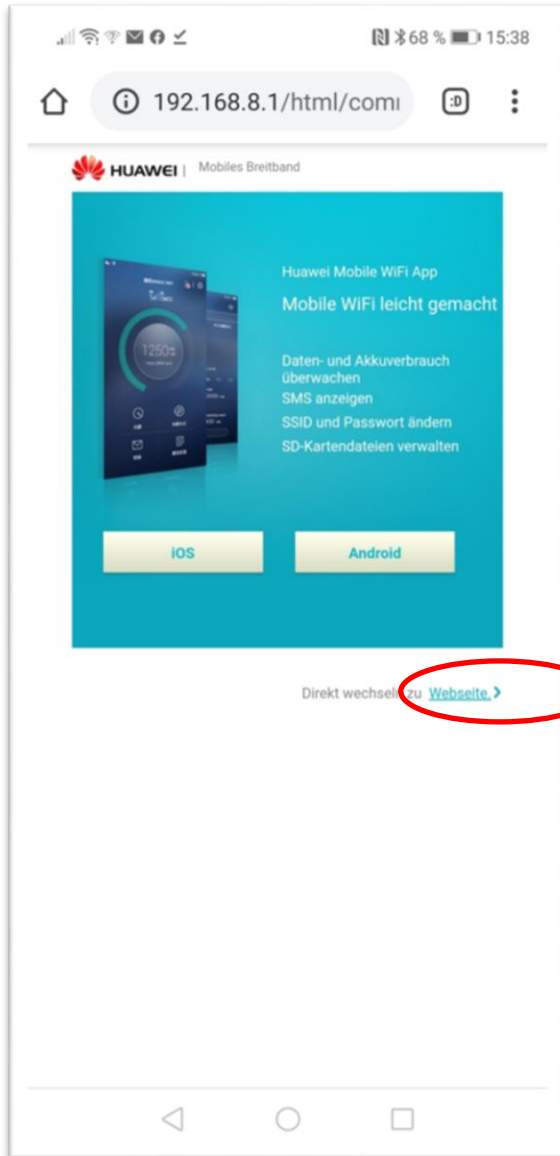 68 % 15:38
192.168.8.1/html/com
:D
HUAWEI | Mobiles Breitband
Huawei Mobile WiFi App
Mobile WiFi leicht gemacht
Daten- und Akkuverbrauch
überwachen
SMS anzeigen
SSID und Passwort ändern
SD-Kartendateien verwalten
1250
iOS
Android
Direkt wechseln zu Webseite >